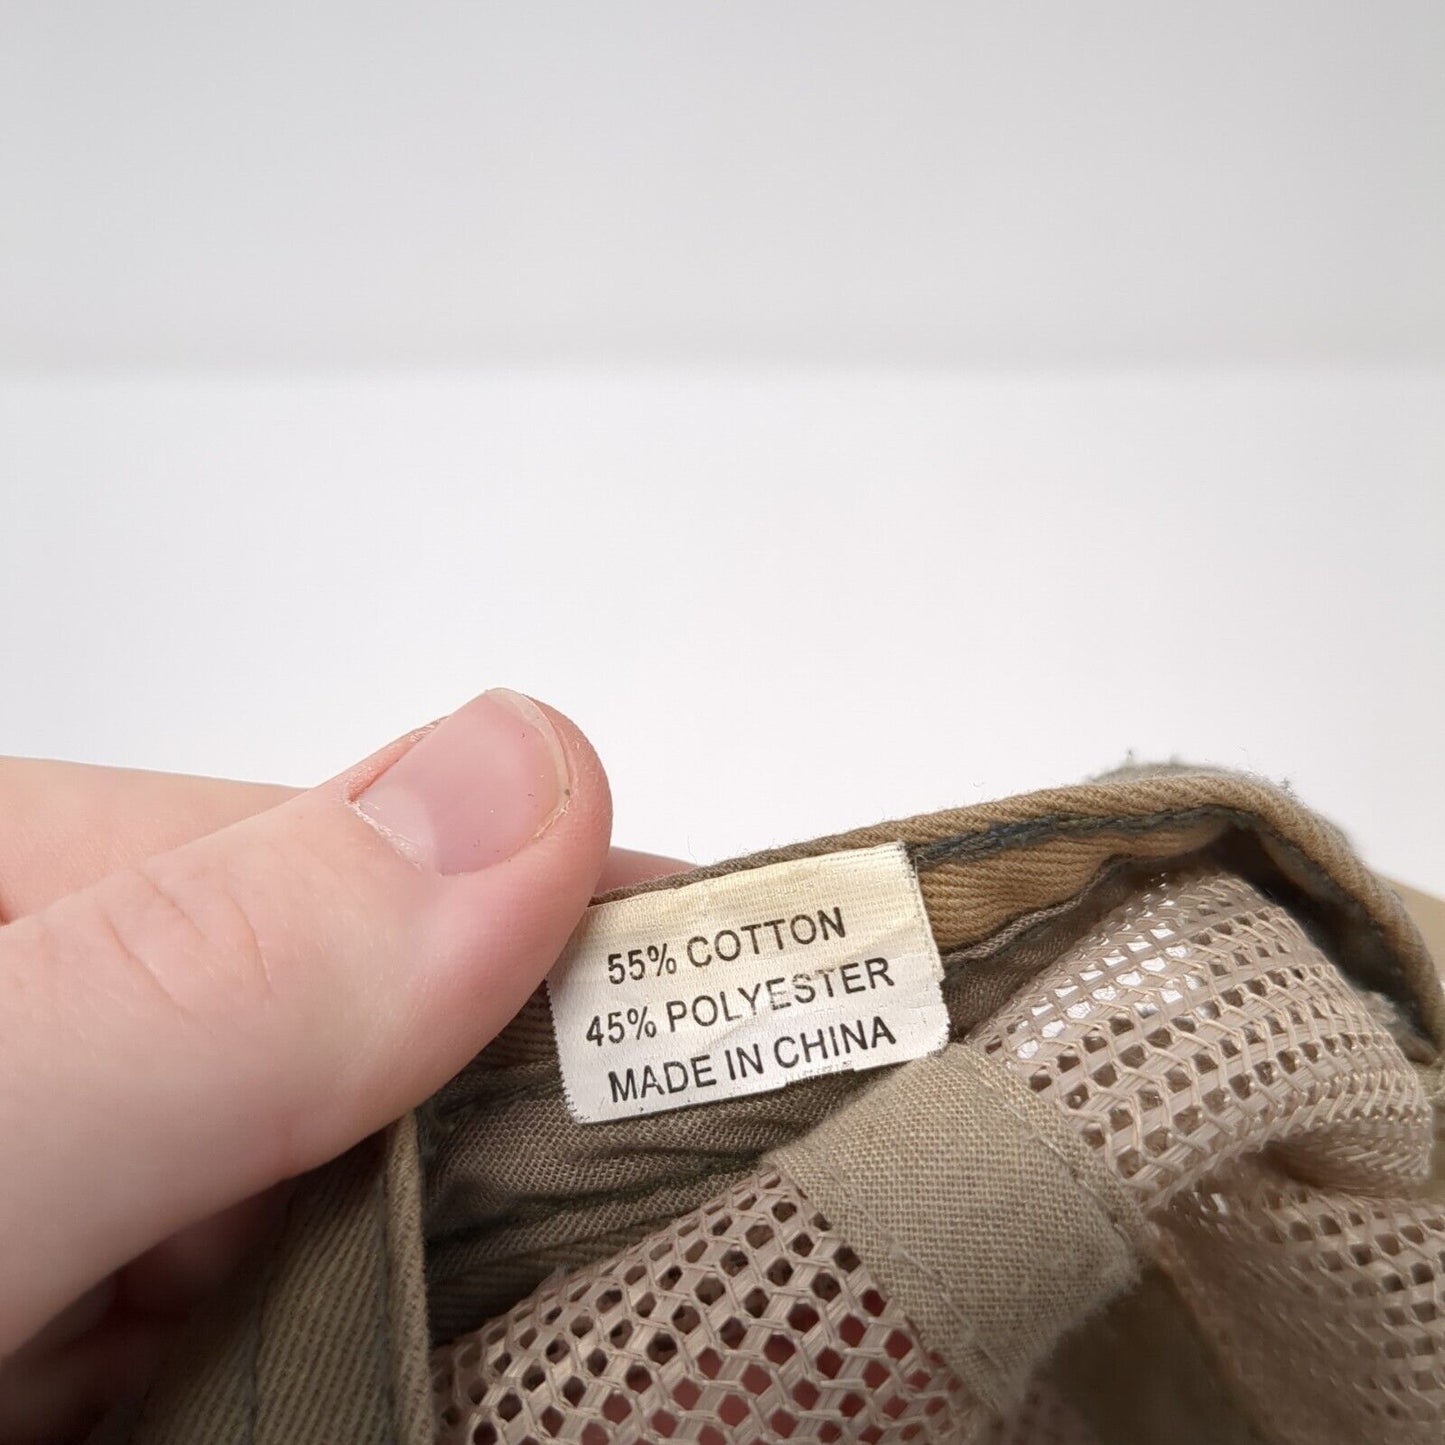 55% COTTON
45% POLYESTER
MADE IN CHINA